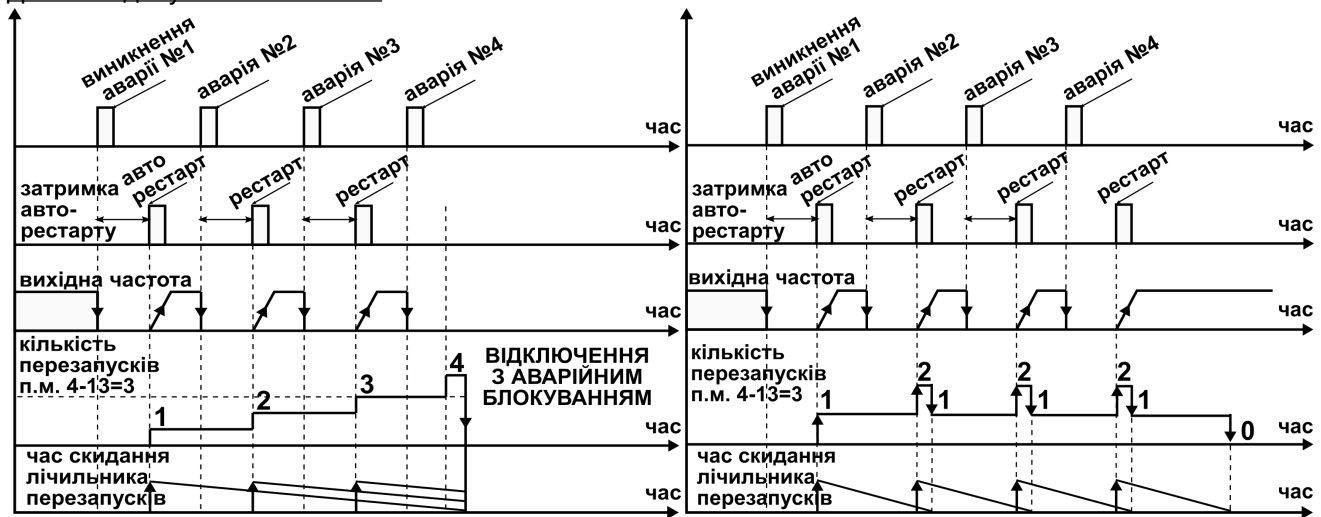 виникнення
аварії №1
аварія №2
аварія №3
аварія №4
час
затримка
авто-
рестарту
авто
рестарт
рестарт
рестарт
час
вихідна частота
час
кількість
перезапусків
п.м. 4-13=3
1
2
3
4
ВІДКЛЮЧЕННЯ
З АВАРІЙНИМ
БЛОКУВАННЯМ
час
час скидання
лічильника
перезапусків
час
виникнення
аварії №1
аварія №2
аварія №3
аварія №4
час
затримка
авто-
рестарту
авто
рестарт
рестарт
рестарт
рестарт
час
вихідна частота
час
кількість
перезапусків
п.м. 4-13=3
1
2
1
2
1
2
1
0
час
час скидання
лічильника
перезапусків
час